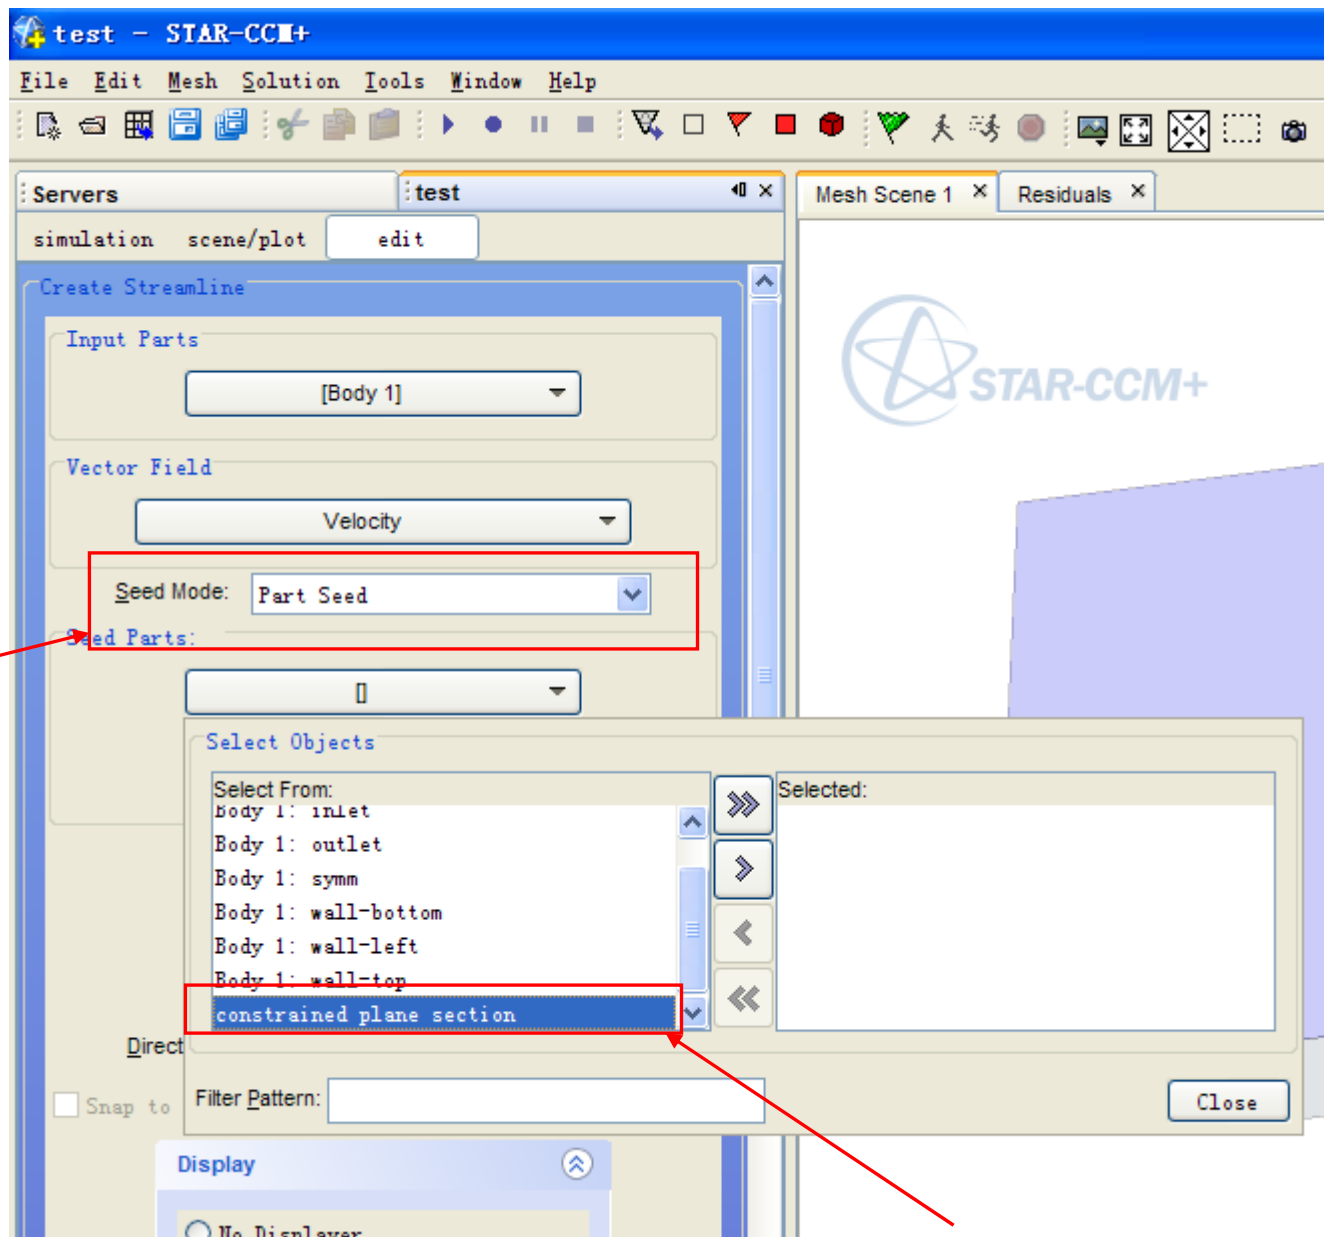 test - STAR-CCM+
File Edit Mesh Solution Tools Window Help
Servers test Mesh Scene 1 Residuals
simulation scene/plot edit
Create Streamline
Input Parts
[Body 1]
STAR-CCM+
Vector Field
Velocity
Seed Mode: Part Seed
Seed Parts:
[]
Select Objects
Select From: Selected:
Body 1: inlet
Body 1: outlet
Body 1: symm
Body 1: wall-bottom
Body 1: wall-left
Body 1: wall-top
constrained plane section
Direct
Snap to Filter Pattern: Close
Display
No Displayer